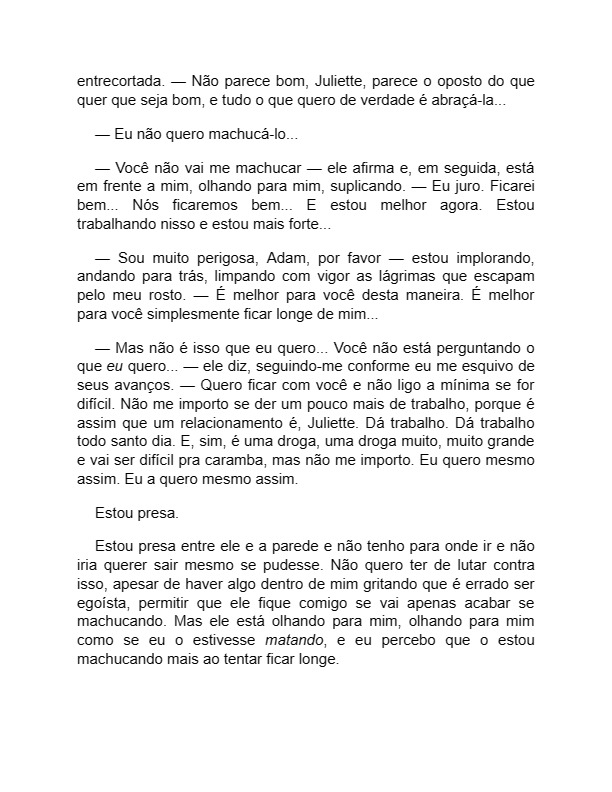 entrecortada. — Não parece bom, Juliette, parece o oposto do que
quer que seja bom, e tudo o que quero de verdade é abraçá-la...
— Eu não quero machucá-lo...
— Você não vai me machucar — ele afirma e, em seguida, está
em frente a mim, olhando para mim, suplicando. — Eu juro. Ficarei
bem... Nós ficaremos bem... E estou melhor agora. Estou
trabalhando nisso e estou mais forte...
— Sou muito perigosa, Adam, por favor — estou implorando,
andando para trás, limpando com vigor as lágrimas que escapam
pelo meu rosto. — É melhor para você desta maneira. É melhor
para você simplesmente ficar longe de mim...
— Mas não é isso que eu quero... Você não está perguntando o
que eu quero... — ele diz, seguindo-me conforme eu me esquivo de
seus avanços. — Quero ficar com você e não ligo a mínima se for
difícil. Não me importo se der um pouco mais de trabalho, porque é
assim que um relacionamento é, Juliette. Dá trabalho. Dá trabalho
todo santo dia. E, sim, é uma droga, uma droga muito, muito grande
e vai ser difícil pra caramba, mas não me importo. Eu quero mesmo
assim. Eu a quero mesmo assim.
Estou presa.
Estou presa entre ele e a parede e não tenho para onde ir e não
iria querer sair mesmo se pudesse. Não quero ter de lutar contra
isso, apesar de haver algo dentro de mim gritando que é errado ser
egoísta, permitir que ele fique comigo se vai apenas acabar se
machucando. Mas ele está olhando para mim, olhando para mim
como se eu o estivesse matando, e eu percebo que o estou
machucando mais ao tentar ficar longe.